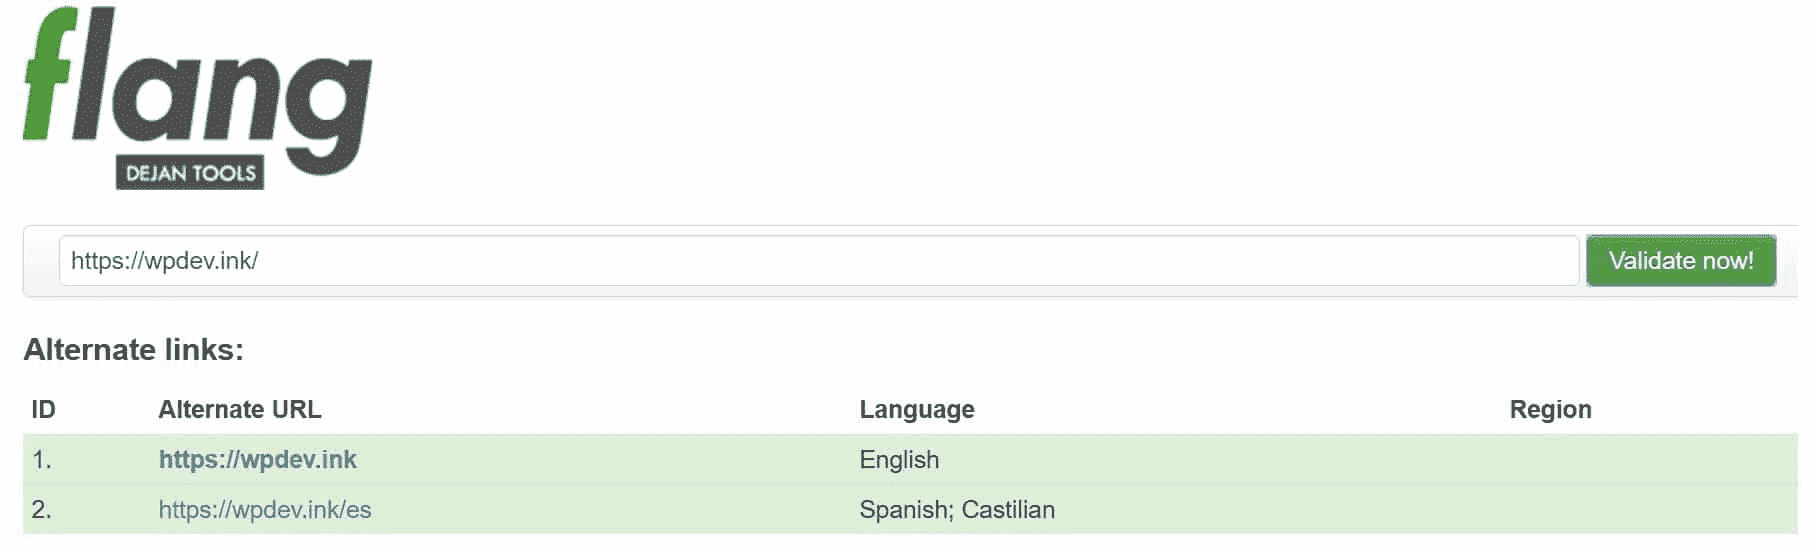 flang
DEJAN TOOLS
https://wpdev.ink/ Validate now!
Alternate links:
ID Alternate URL Language Region
1. https://wpdev.ink English
2. https://wpdev.ink/es Spanish; Castilian